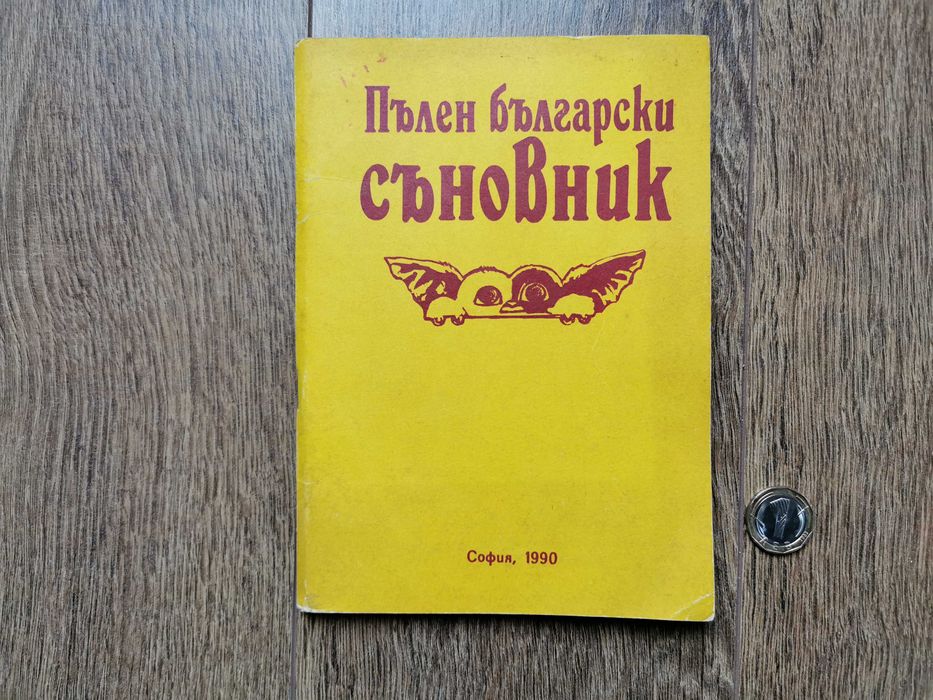 Пълен български
съновник
София, 1990